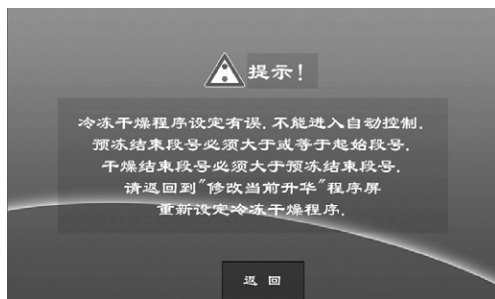 提示！
冷冻干燥程序设定有误，不能进入自动控制．
预冻结束段号必须大于或等于起始段号．
干燥结束段号必须大于预冻结束段号．
请返回到"修改当前升华"程序屏
重新设定冷冻干燥程序．
返 回